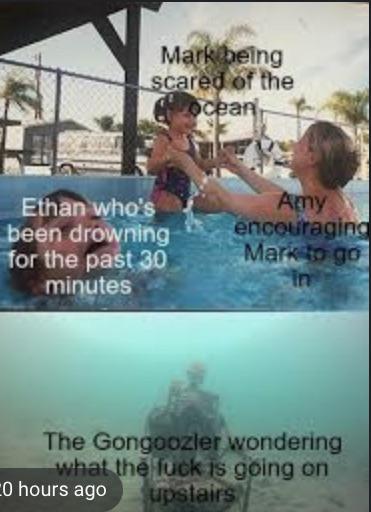 Mark being
scared of the
ocean
Ethan who's
been drowning
for the past 30
minutes
Amy
encouraging
Mark to go
in
The Gongoozler wondering
what the fuck is going on
upstairs
20 hours ago